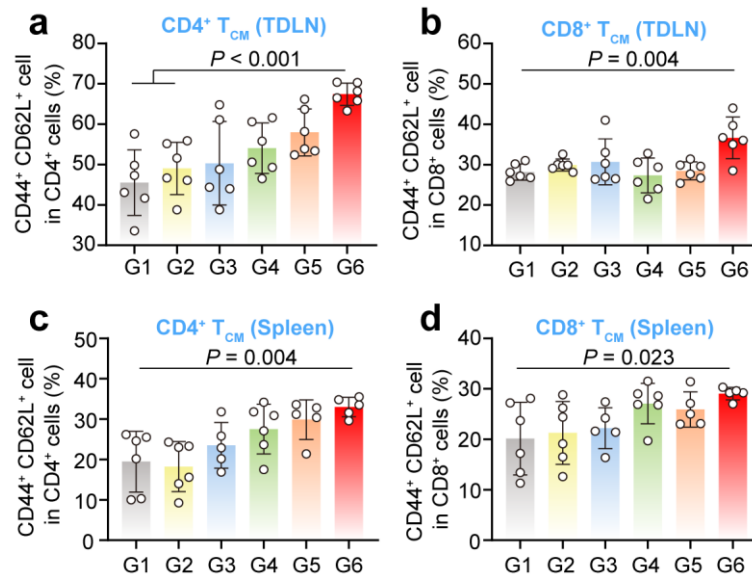 a
CD4⁺ T_CM (TDLN)
P < 0.001
CD44⁺ CD62L⁺ cell
in CD4⁺ cells (%)
80
70
60
50
40
30
G1 G2 G3 G4 G5 G6
b
CD8⁺ T_CM (TDLN)
P = 0.004
CD44⁺ CD62L⁺ cell
in CD8⁺ cells (%)
60
50
40
30
20
10
G1 G2 G3 G4 G5 G6
c
CD4⁺ T_CM (Spleen)
P = 0.004
CD44⁺ CD62L⁺ cell
in CD4⁺ cells (%)
50
40
30
20
10
0
G1 G2 G3 G4 G5 G6
d
CD8⁺ T_CM (Spleen)
P = 0.023
CD44⁺ CD62L⁺ cell
in CD8⁺ cells (%)
40
30
20
10
0
G1 G2 G3 G4 G5 G6